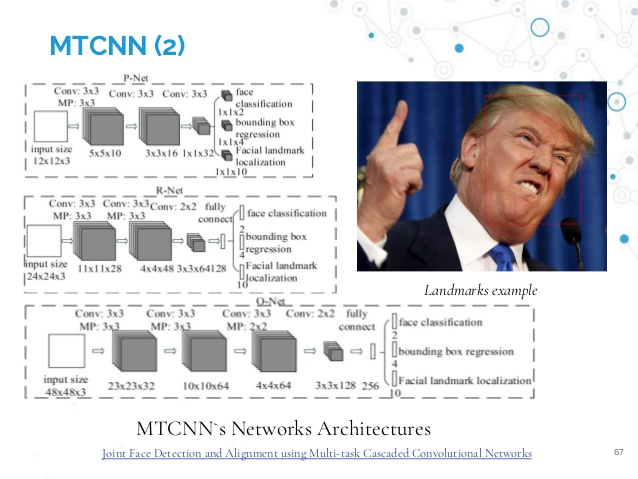 MTCNN (2)
P-Net
Conv: 3x3 Conv: 3x3 Conv: 3x3
MP: 3x3
face
classification
1x1x2
bounding box
regression
1x1x4
Facial landmark
localization
1x1x10
input size
12x12x3
5x5x10
3x3x16
1x1x32
R-Net
Conv: 3x3 Conv: 3x3 Conv: 2x2 fully
MP: 3x3 MP: 3x3 connect
face classification
2
bounding box
regression
4
Facial landmark
localization
10
input size
24x24x3
11x11x28
4x4x48
3x3x64
128
Landmarks example
O-Net
Conv: 3x3 Conv: 3x3 Conv: 3x3 Conv: 2x2 fully
MP: 3x3 MP: 3x3 MP: 2x2 connect
face classification
2
bounding box regression
4
Facial landmark localization
10
input size
48x48x3
23x23x32
10x10x64
4x4x64
3x3x128
256
MTCNN`s Networks Architectures
Joint Face Detection and Alignment using Multi-task Cascaded Convolutional Networks
67